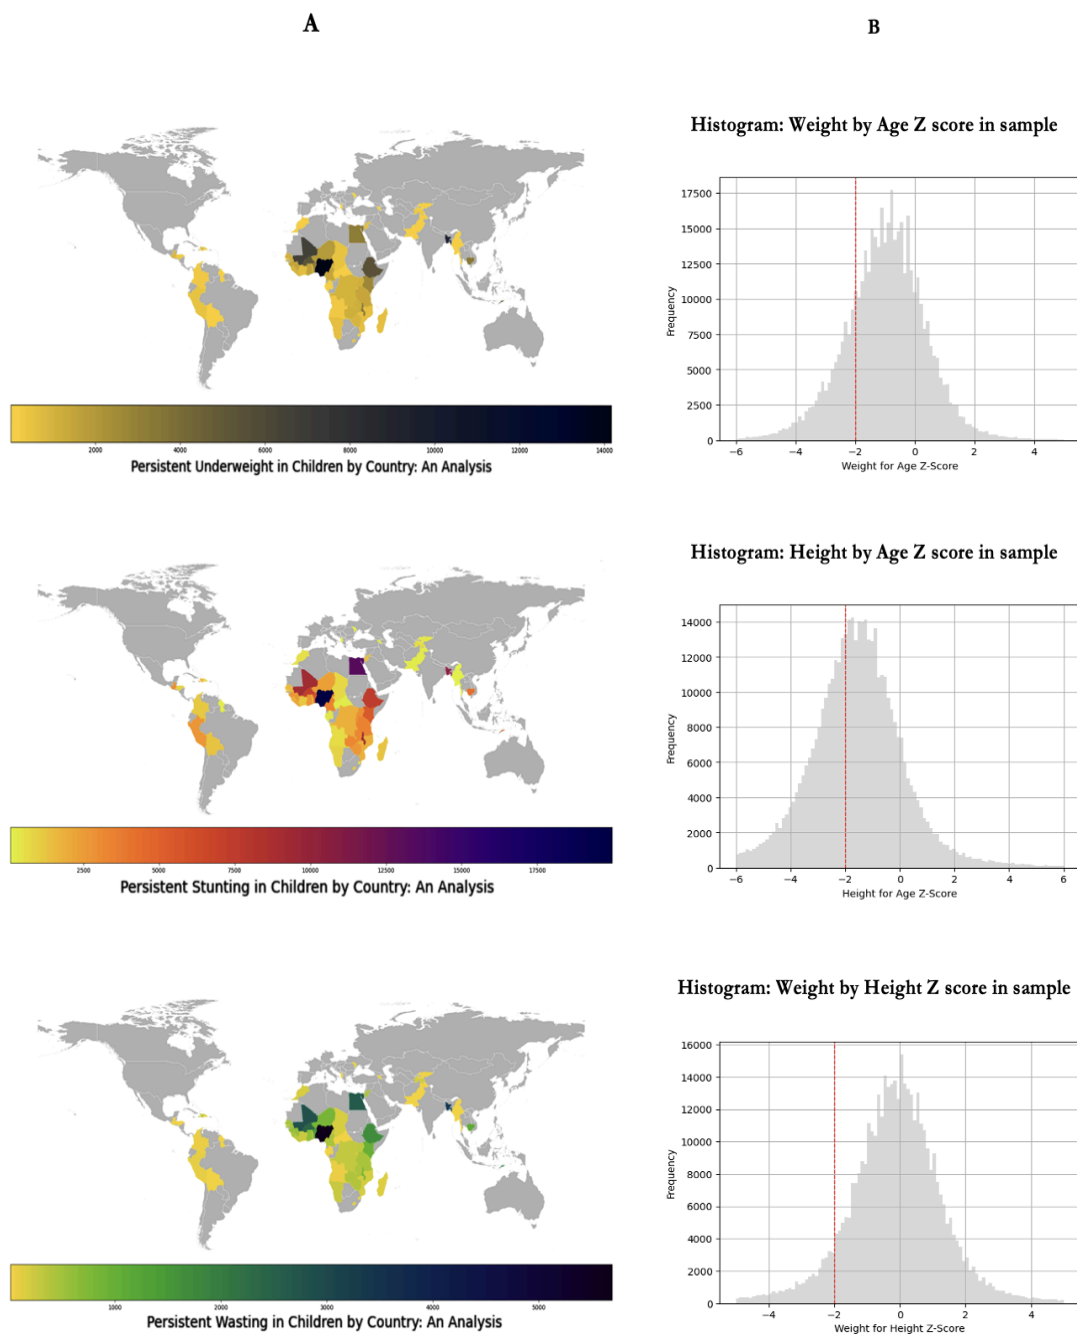 A
B
Histogram: Weight by Age Z score in sample
17500
15000
12500
10000
7500
5000
2500
0
Frequency
−6 −4 −2 0 2 4
Weight for Age Z-Score
2000 4000 6000 8000 10000 12000 14000
Persistent Underweight in Children by Country: An Analysis
Histogram: Height by Age Z score in sample
14000
12000
10000
8000
6000
4000
2000
0
Frequency
−6 −4 −2 0 2 4 6
Height for Age Z-Score
2500 5000 7500 10000 12500 15000 17500
Persistent Stunting in Children by Country: An Analysis
Histogram: Weight by Height Z score in sample
16000
14000
12000
10000
8000
6000
4000
2000
0
Frequency
−4 −2 0 2 4
Weight for Height Z-Score
1000 2000 3000 4000 5000
Persistent Wasting in Children by Country: An Analysis